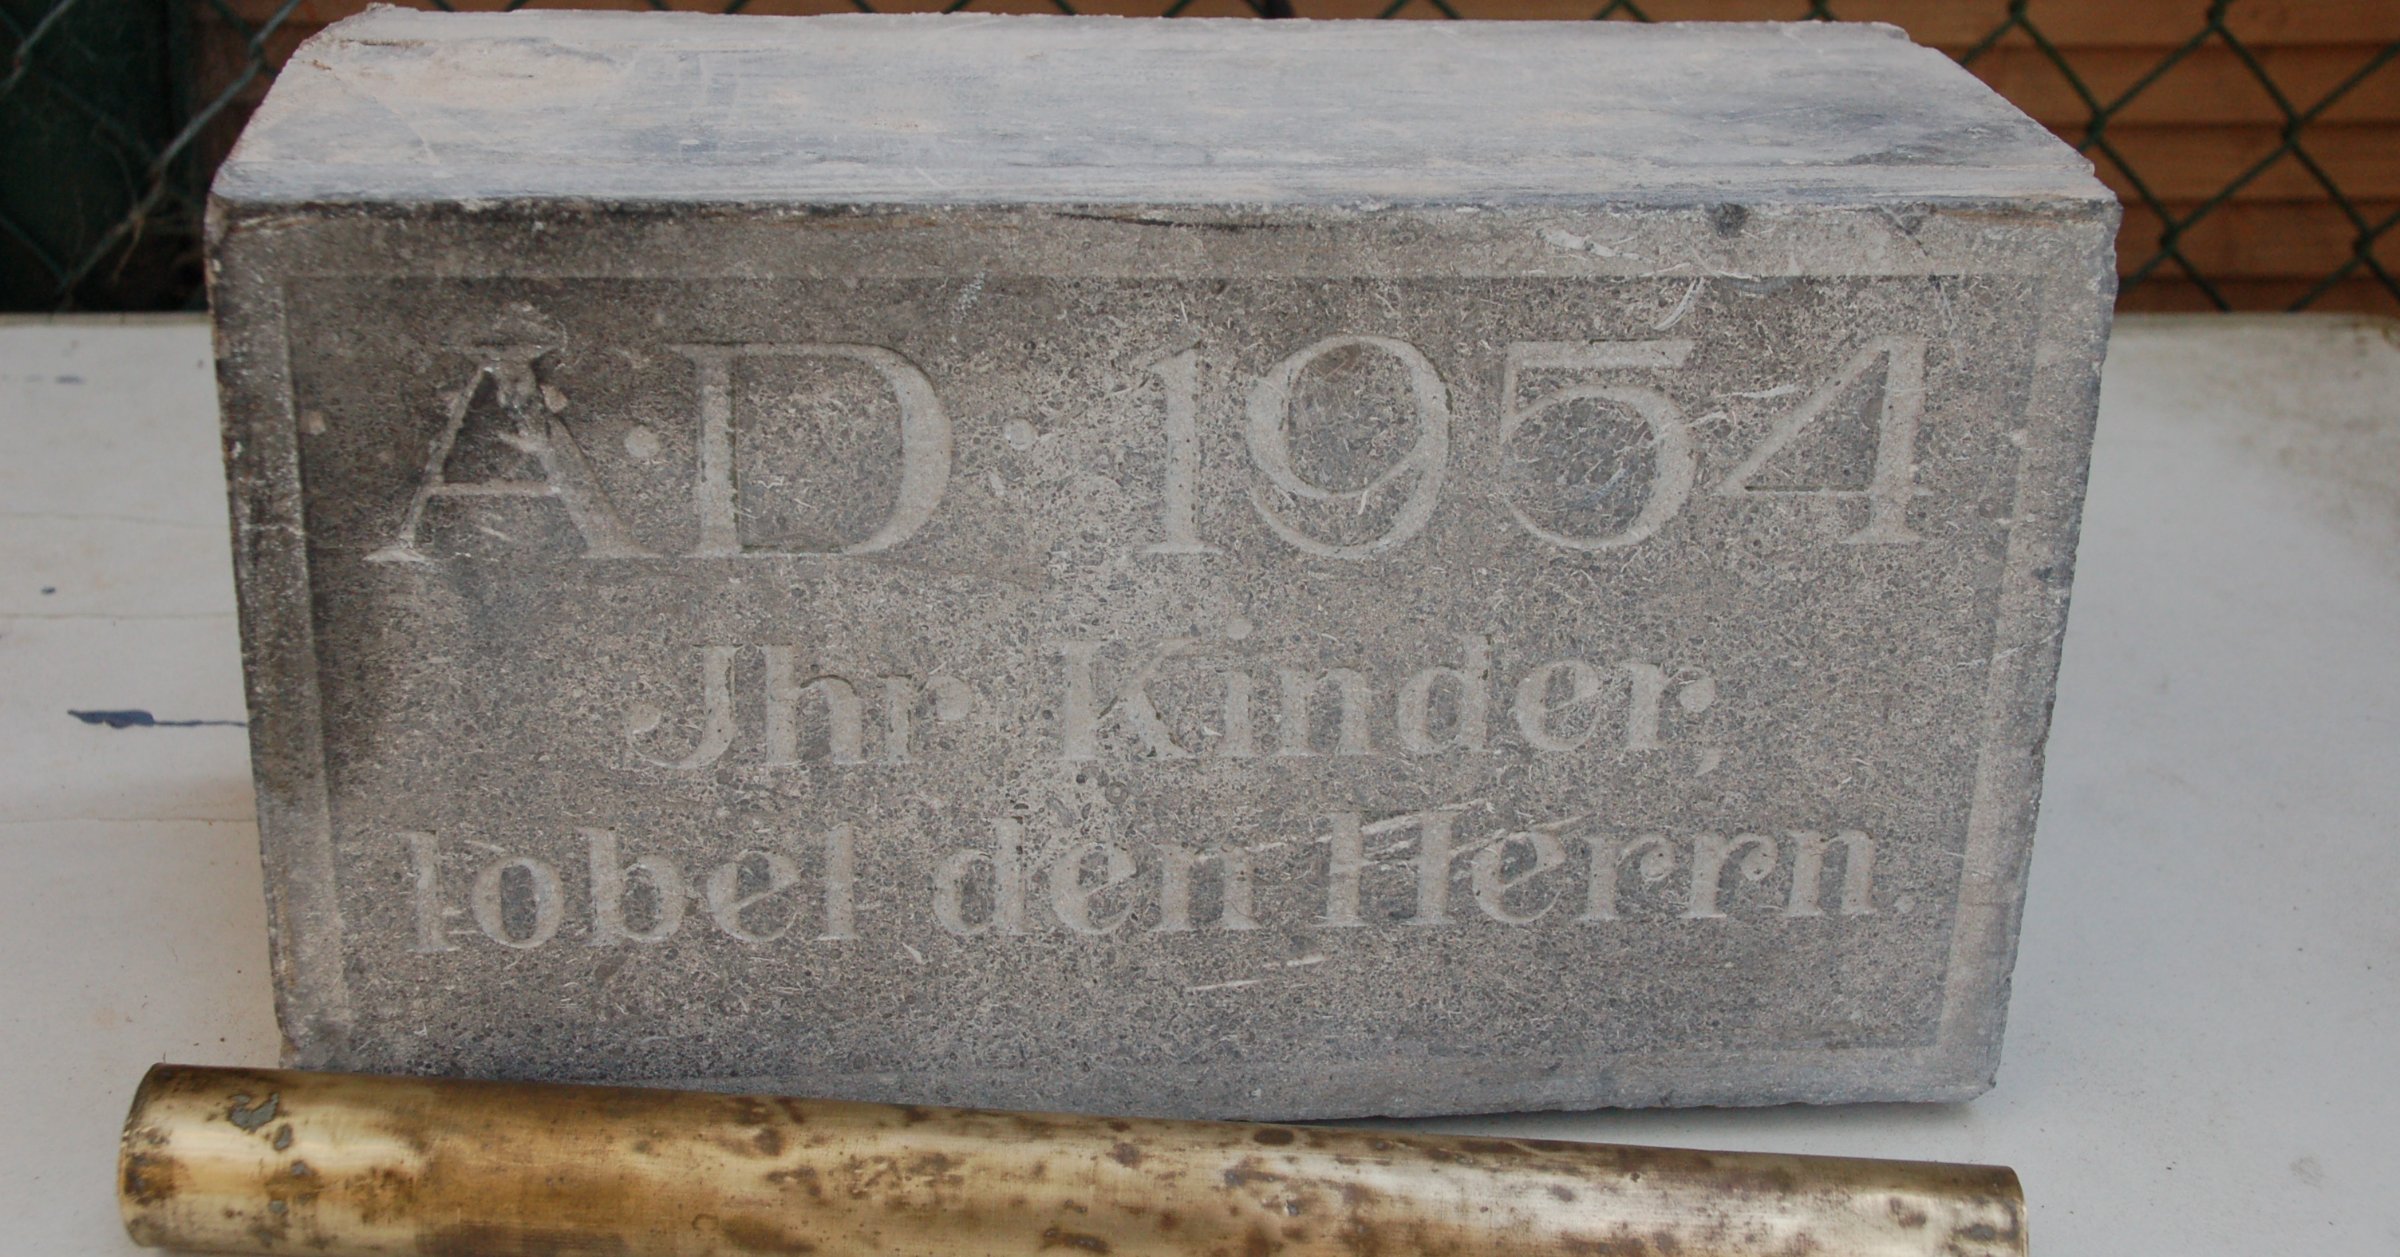 A·D·1954
Jhr Kinder,
lobet den Herrn.